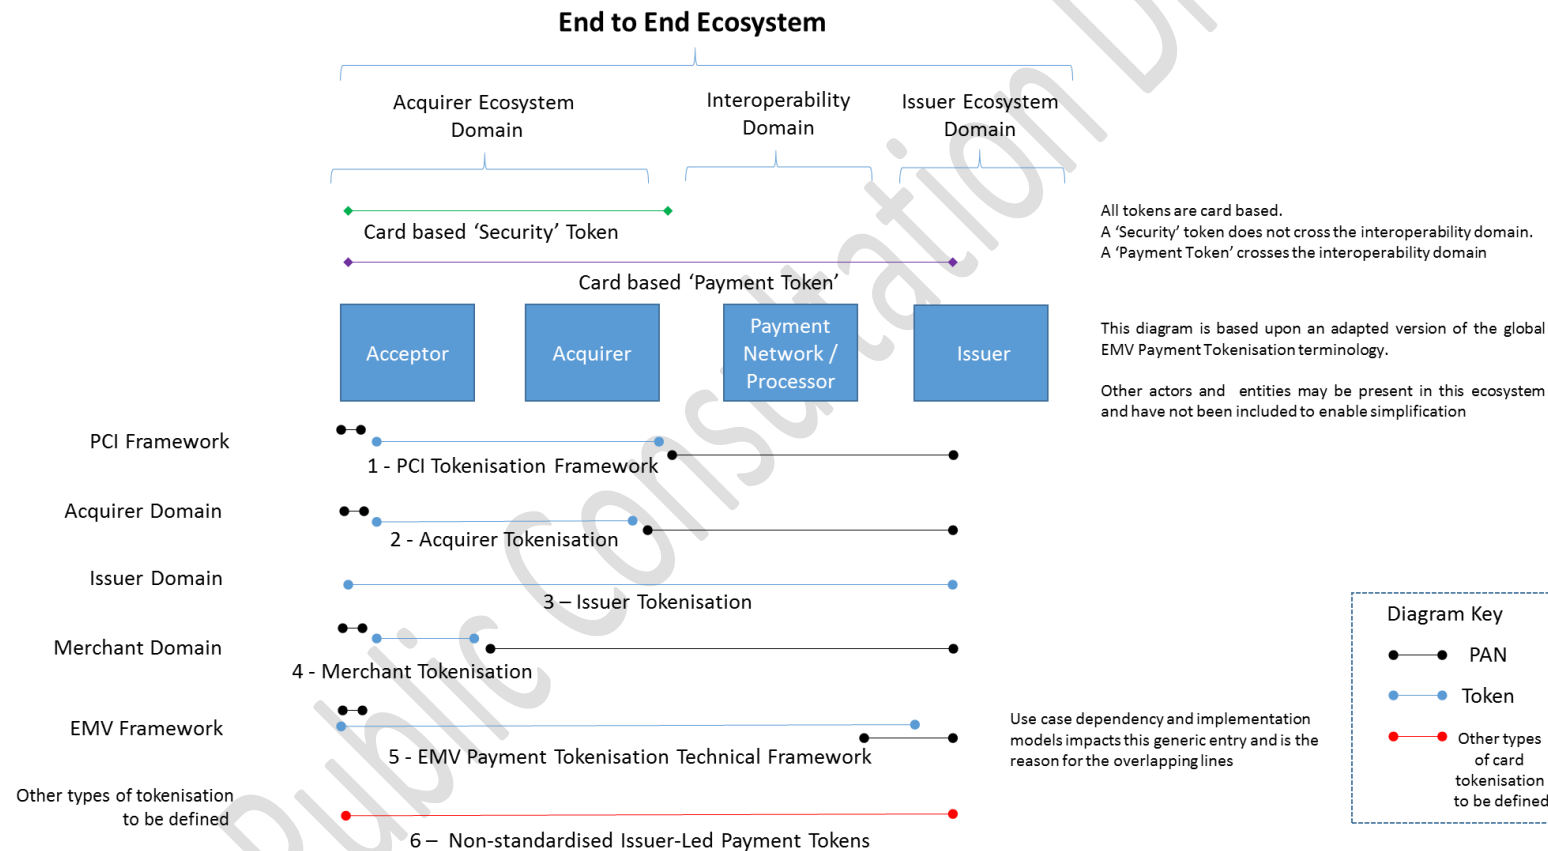 End to End Ecosystem
Acquirer Ecosystem
Domain
Interoperability
Domain
Issuer Ecosystem
Domain
Card based ‘Security’ Token
Card based ‘Payment Token’
All tokens are card based.
A ‘Security’ token does not cross the interoperability domain.
A ‘Payment Token’ crosses the interoperability domain
Acceptor
Acquirer
Payment
Network /
Processor
Issuer
This diagram is based upon an adapted version of the global
EMV Payment Tokenisation terminology.
Other actors and entities may be present in this ecosystem
and have not been included to enable simplification
PCI Framework
1 - PCI Tokenisation Framework
Acquirer Domain
2 - Acquirer Tokenisation
Issuer Domain
3 – Issuer Tokenisation
Merchant Domain
4 - Merchant Tokenisation
EMV Framework
5 - EMV Payment Tokenisation Technical Framework
Use case dependency and implementation
models impacts this generic entry and is the
reason for the overlapping lines
Other types of tokenisation
to be defined
6 – Non-standardised Issuer-Led Payment Tokens
Diagram Key
PAN
Token
Other types
of card
tokenisation
to be defined
Public Consultation